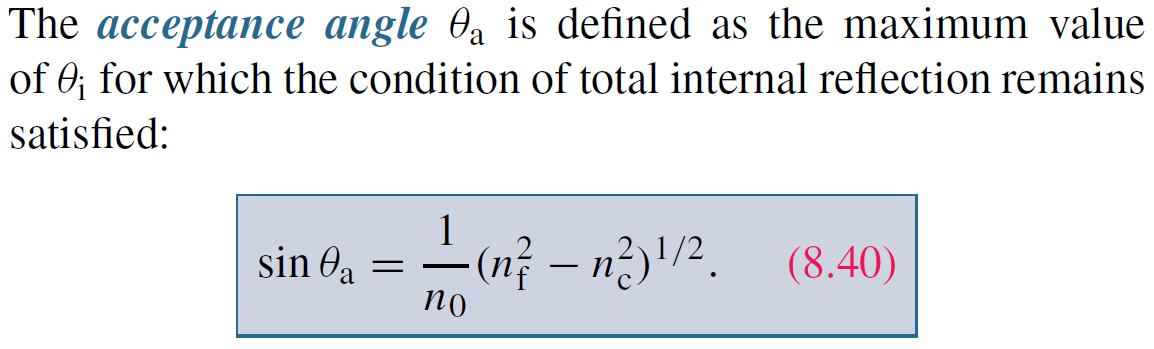 The acceptance angle θa is defined as the maximum value
of θi for which the condition of total internal reflection remains
satisfied:
sin θa = 1/n0 (nf² − nc²)^1/2. (8.40)